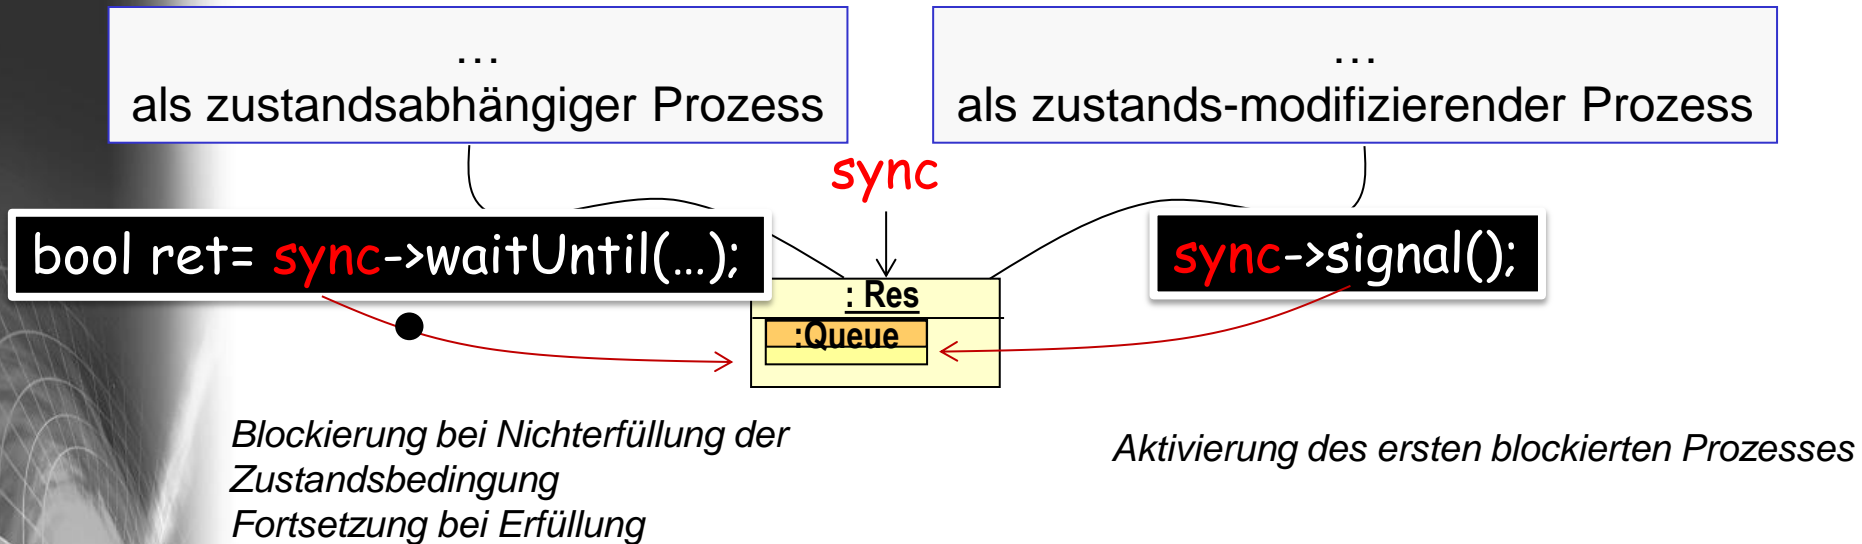 …
als zustandsabhängiger Prozess
…
als zustands-modifizierender Prozess
sync
bool ret= sync->waitUntil(…);
sync->signal();
: Res
:Queue
Blockierung bei Nichterfüllung der
Zustandsbedingung
Fortsetzung bei Erfüllung
Aktivierung des ersten blockierten Prozesses